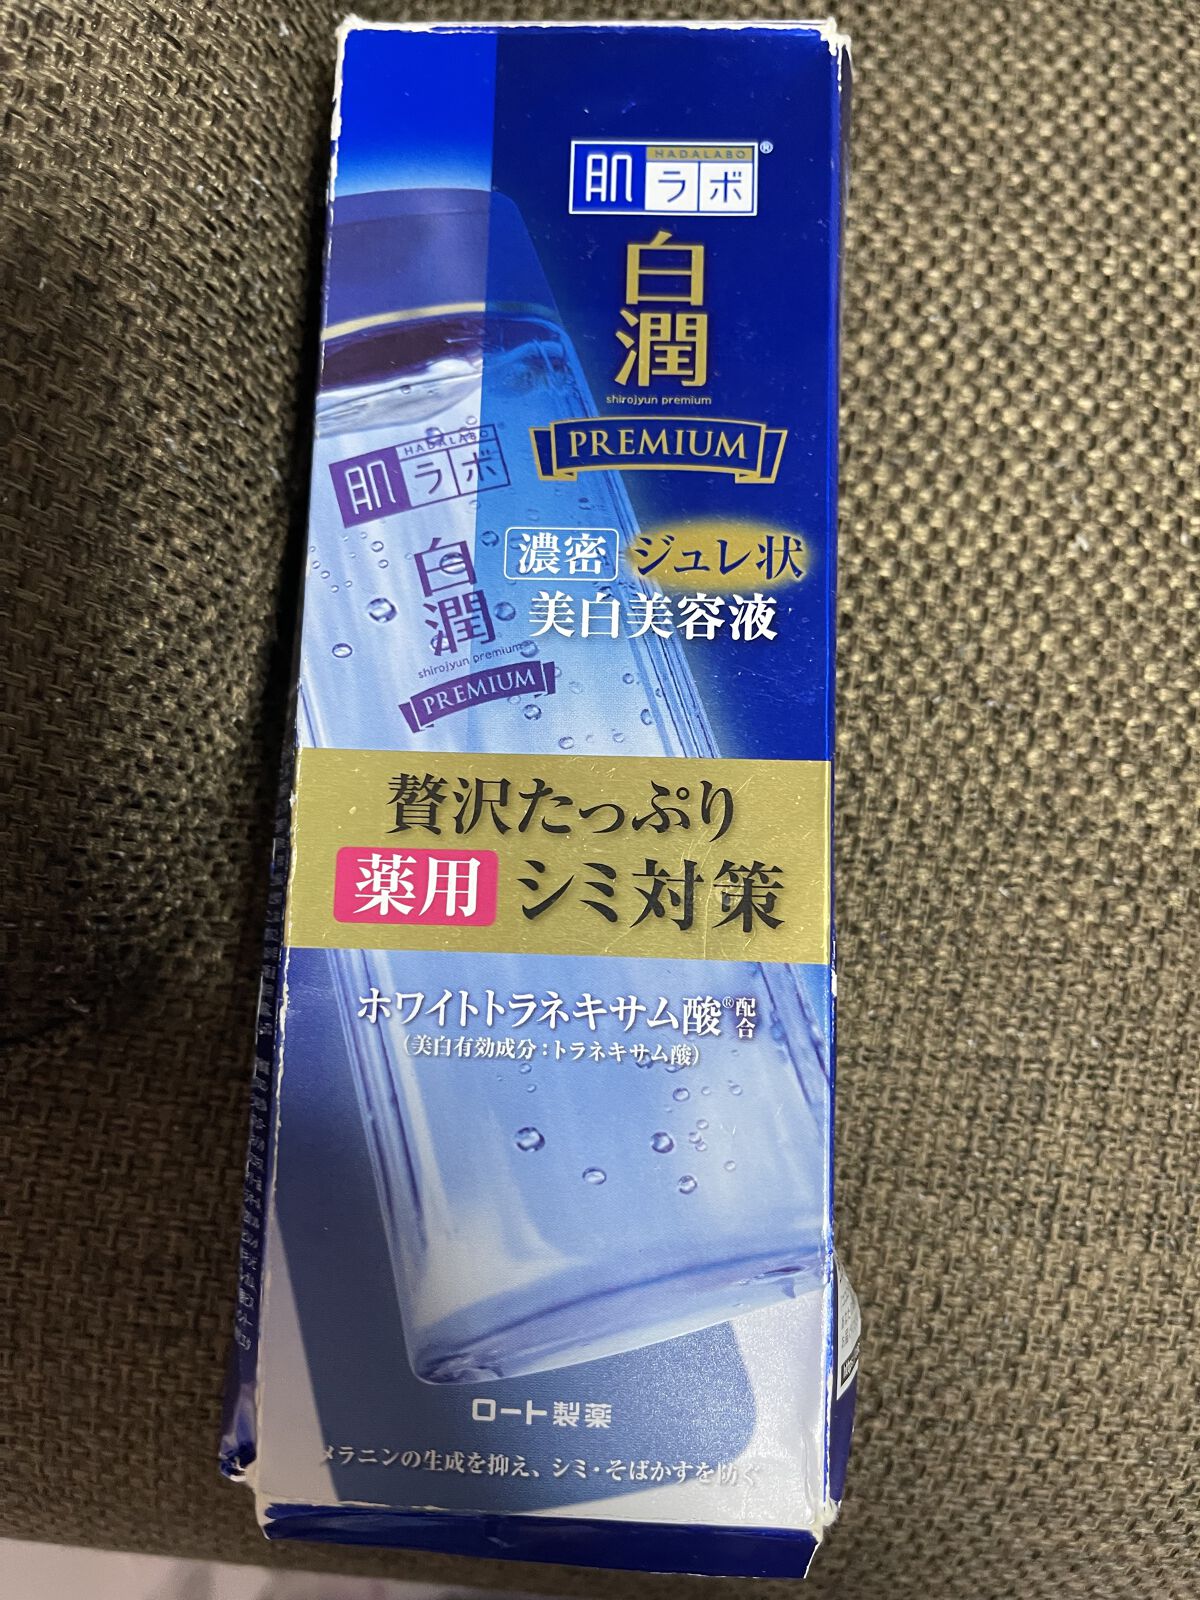 HADALABO®
肌ラボ
白潤
shirojyun premium
PREMIUM
濃密 ジュレ状
美白美容液
HADALABO®
肌ラボ
白潤
shirojyun premium
PREMIUM
贅沢たっぷり
薬用 シミ対策
ホワイトトラネキサム酸®配合
(美白有効成分:トラネキサム酸)
ロート製薬
メラニンの生成を抑え、シミ・そばかすを防ぐ